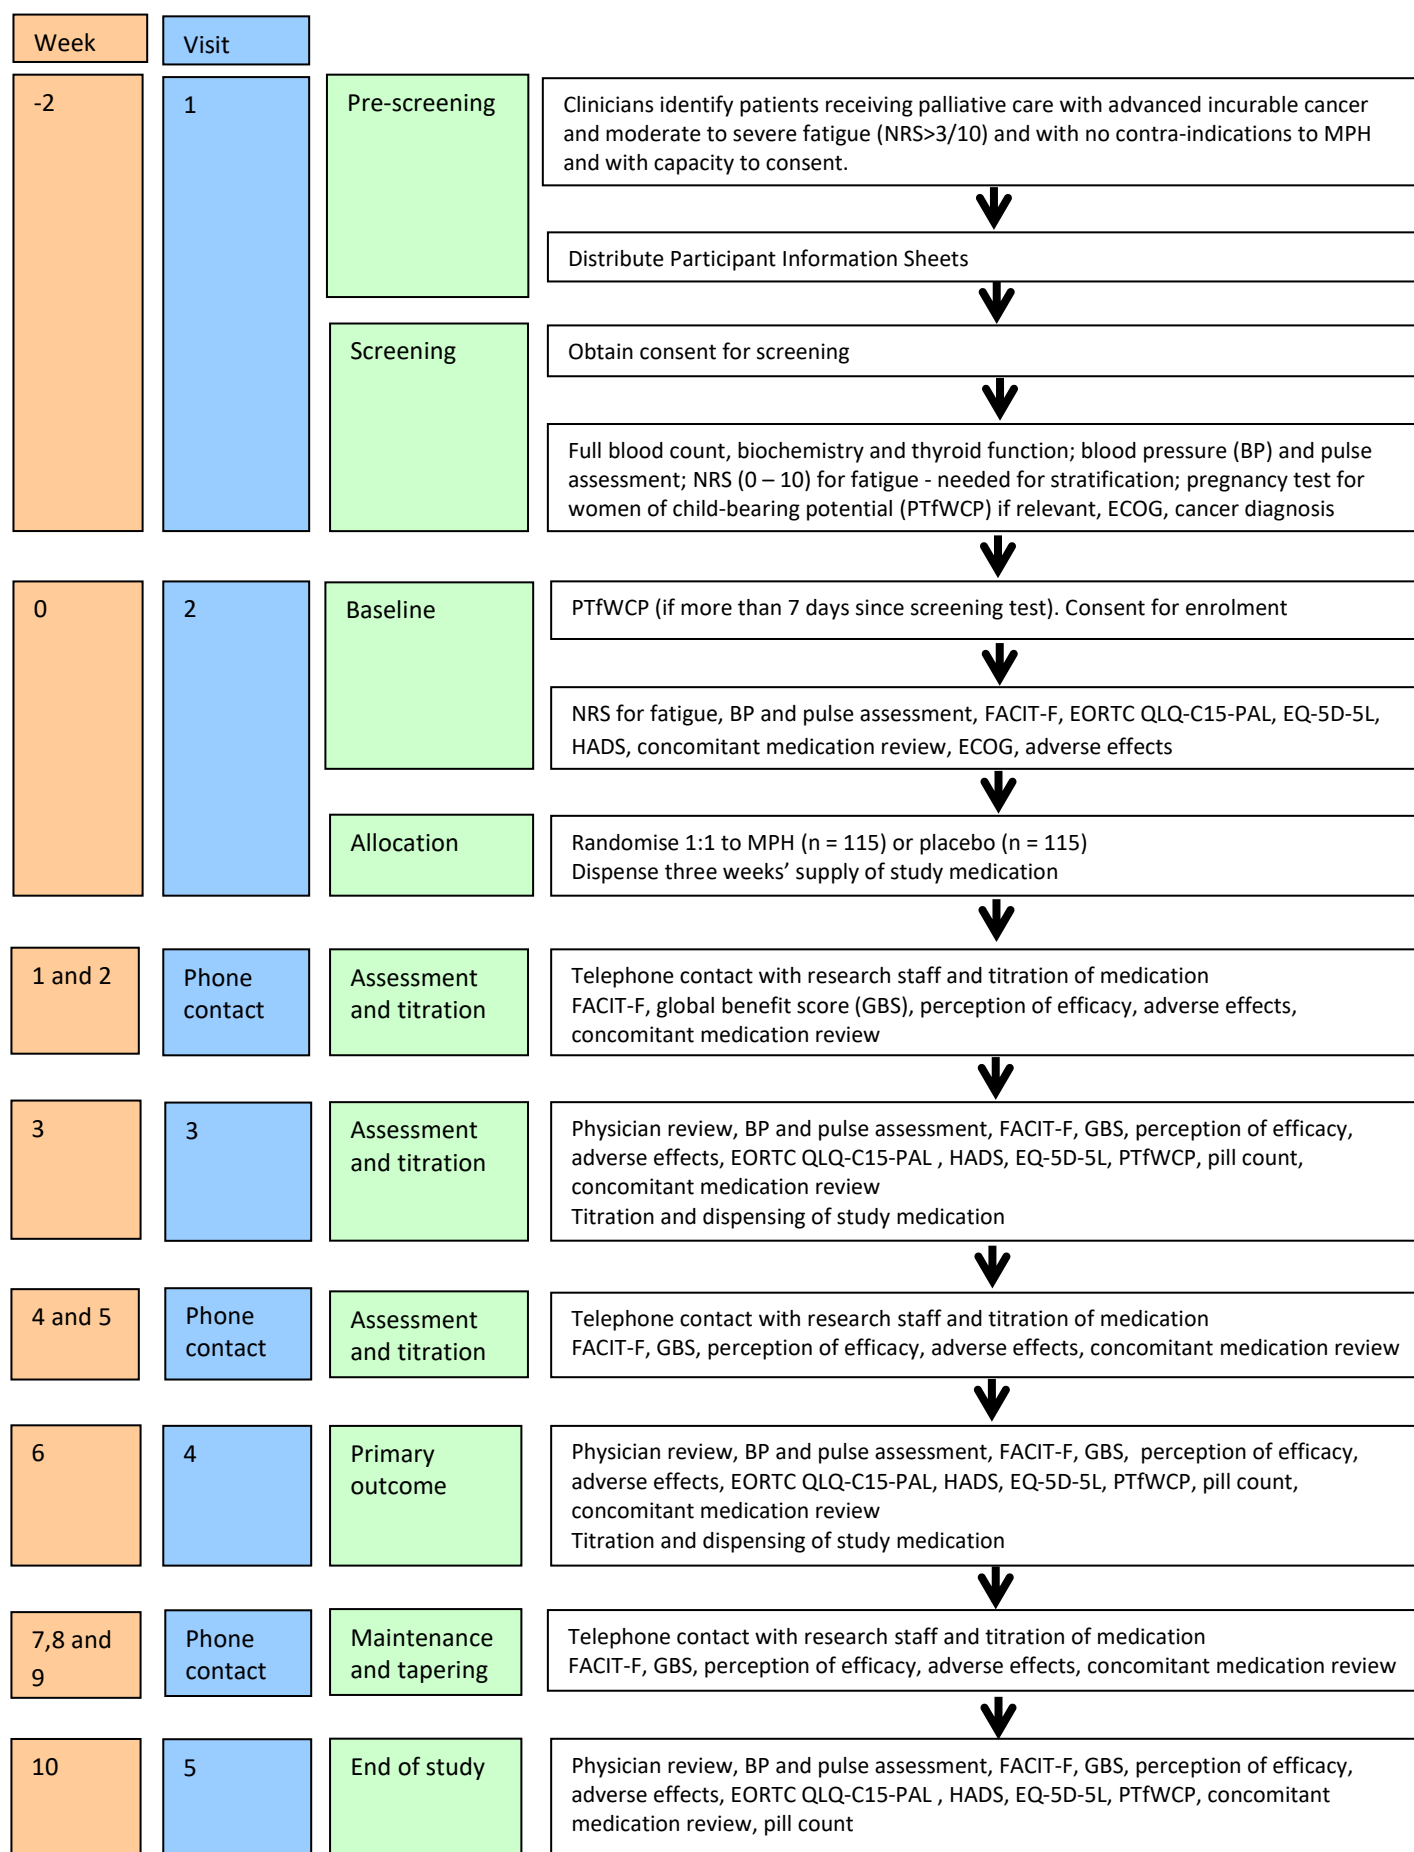 Week
Visit
-2
1
Pre-screening
Clinicians identify patients receiving palliative care with advanced incurable cancer
and moderate to severe fatigue (NRS>3/10) and with no contra-indications to MPH
and with capacity to consent.
Distribute Participant Information Sheets
Screening
Obtain consent for screening
Full blood count, biochemistry and thyroid function; blood pressure (BP) and pulse
assessment; NRS (0 – 10) for fatigue - needed for stratification; pregnancy test for
women of child-bearing potential (PTfWCP) if relevant, ECOG, cancer diagnosis
0
2
Baseline
PTfWCP (if more than 7 days since screening test). Consent for enrolment
NRS for fatigue, BP and pulse assessment, FACIT-F, EORTC QLQ-C15-PAL, EQ-5D-5L,
HADS, concomitant medication review, ECOG, adverse effects
Allocation
Randomise 1:1 to MPH (n = 115) or placebo (n = 115)
Dispense three weeks’ supply of study medication
1 and 2
Phone
contact
Assessment
and titration
Telephone contact with research staff and titration of medication
FACIT-F, global benefit score (GBS), perception of efficacy, adverse effects,
concomitant medication review
3
3
Assessment
and titration
Physician review, BP and pulse assessment, FACIT-F, GBS, perception of efficacy,
adverse effects, EORTC QLQ-C15-PAL , HADS, EQ-5D-5L, PTfWCP, pill count,
concomitant medication review
Titration and dispensing of study medication
4 and 5
Phone
contact
Assessment
and titration
Telephone contact with research staff and titration of medication
FACIT-F, GBS, perception of efficacy, adverse effects, concomitant medication review
6
4
Primary
outcome
Physician review, BP and pulse assessment, FACIT-F, GBS, perception of efficacy,
adverse effects, EORTC QLQ-C15-PAL, HADS, EQ-5D-5L, PTfWCP, pill count,
concomitant medication review
Titration and dispensing of study medication
7,8 and
9
Phone
contact
Maintenance
and tapering
Telephone contact with research staff and titration of medication
FACIT-F, GBS, perception of efficacy, adverse effects, concomitant medication review
10
5
End of study
Physician review, BP and pulse assessment, FACIT-F, GBS, perception of efficacy,
adverse effects, EORTC QLQ-C15-PAL , HADS, EQ-5D-5L, PTfWCP, concomitant
medication review, pill count